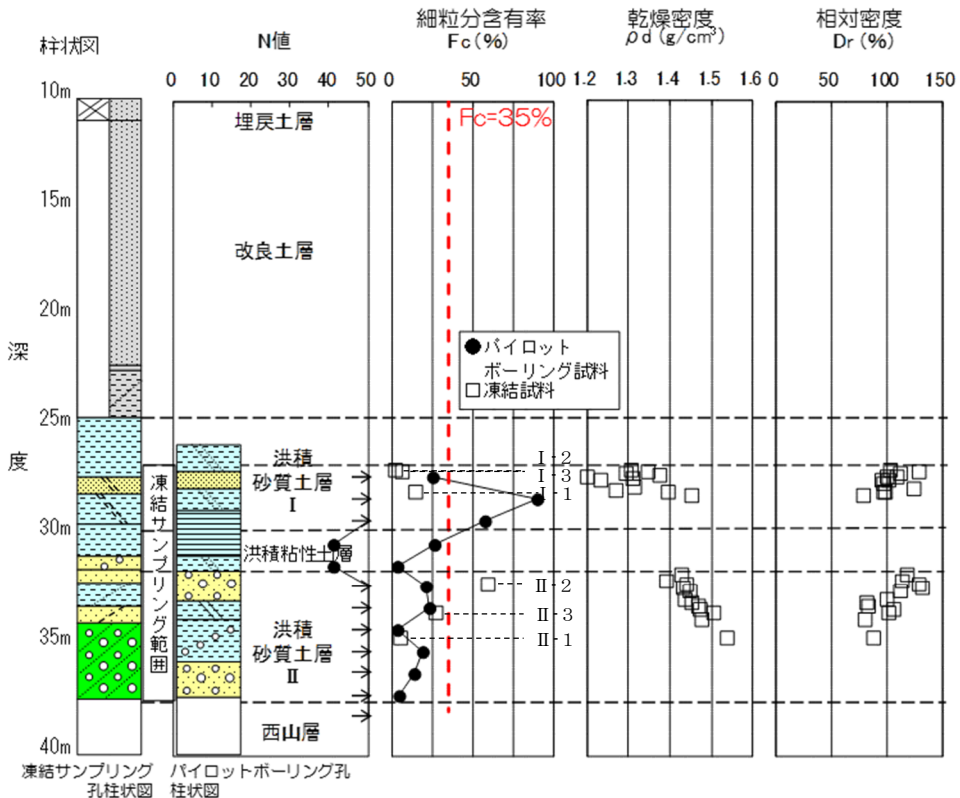 柱状図
N値
細粒分含有率
Fc(%)
乾燥密度
ρd(g/cm³)
相対密度
Dr(%)
0 10 20 30 40 50
0 50 100
1.2 1.3 1.4 1.5 1.6
0 50 100 150
10m
15m
20m
25m
30m
35m
40m
深
度
埋戻土層
改良土層
Fc=35%
●パイロット
ボーリング試料
□凍結試料
洪積
砂質土層
Ⅰ
洪積粘性土層
洪積
砂質土層
Ⅱ
西山層
凍結サンプリング範囲
Ⅰ-2
Ⅰ-3
Ⅰ-1
Ⅱ-2
Ⅱ-3
Ⅱ-1
凍結サンプリング
孔柱状図
パイロットボーリング孔
柱状図